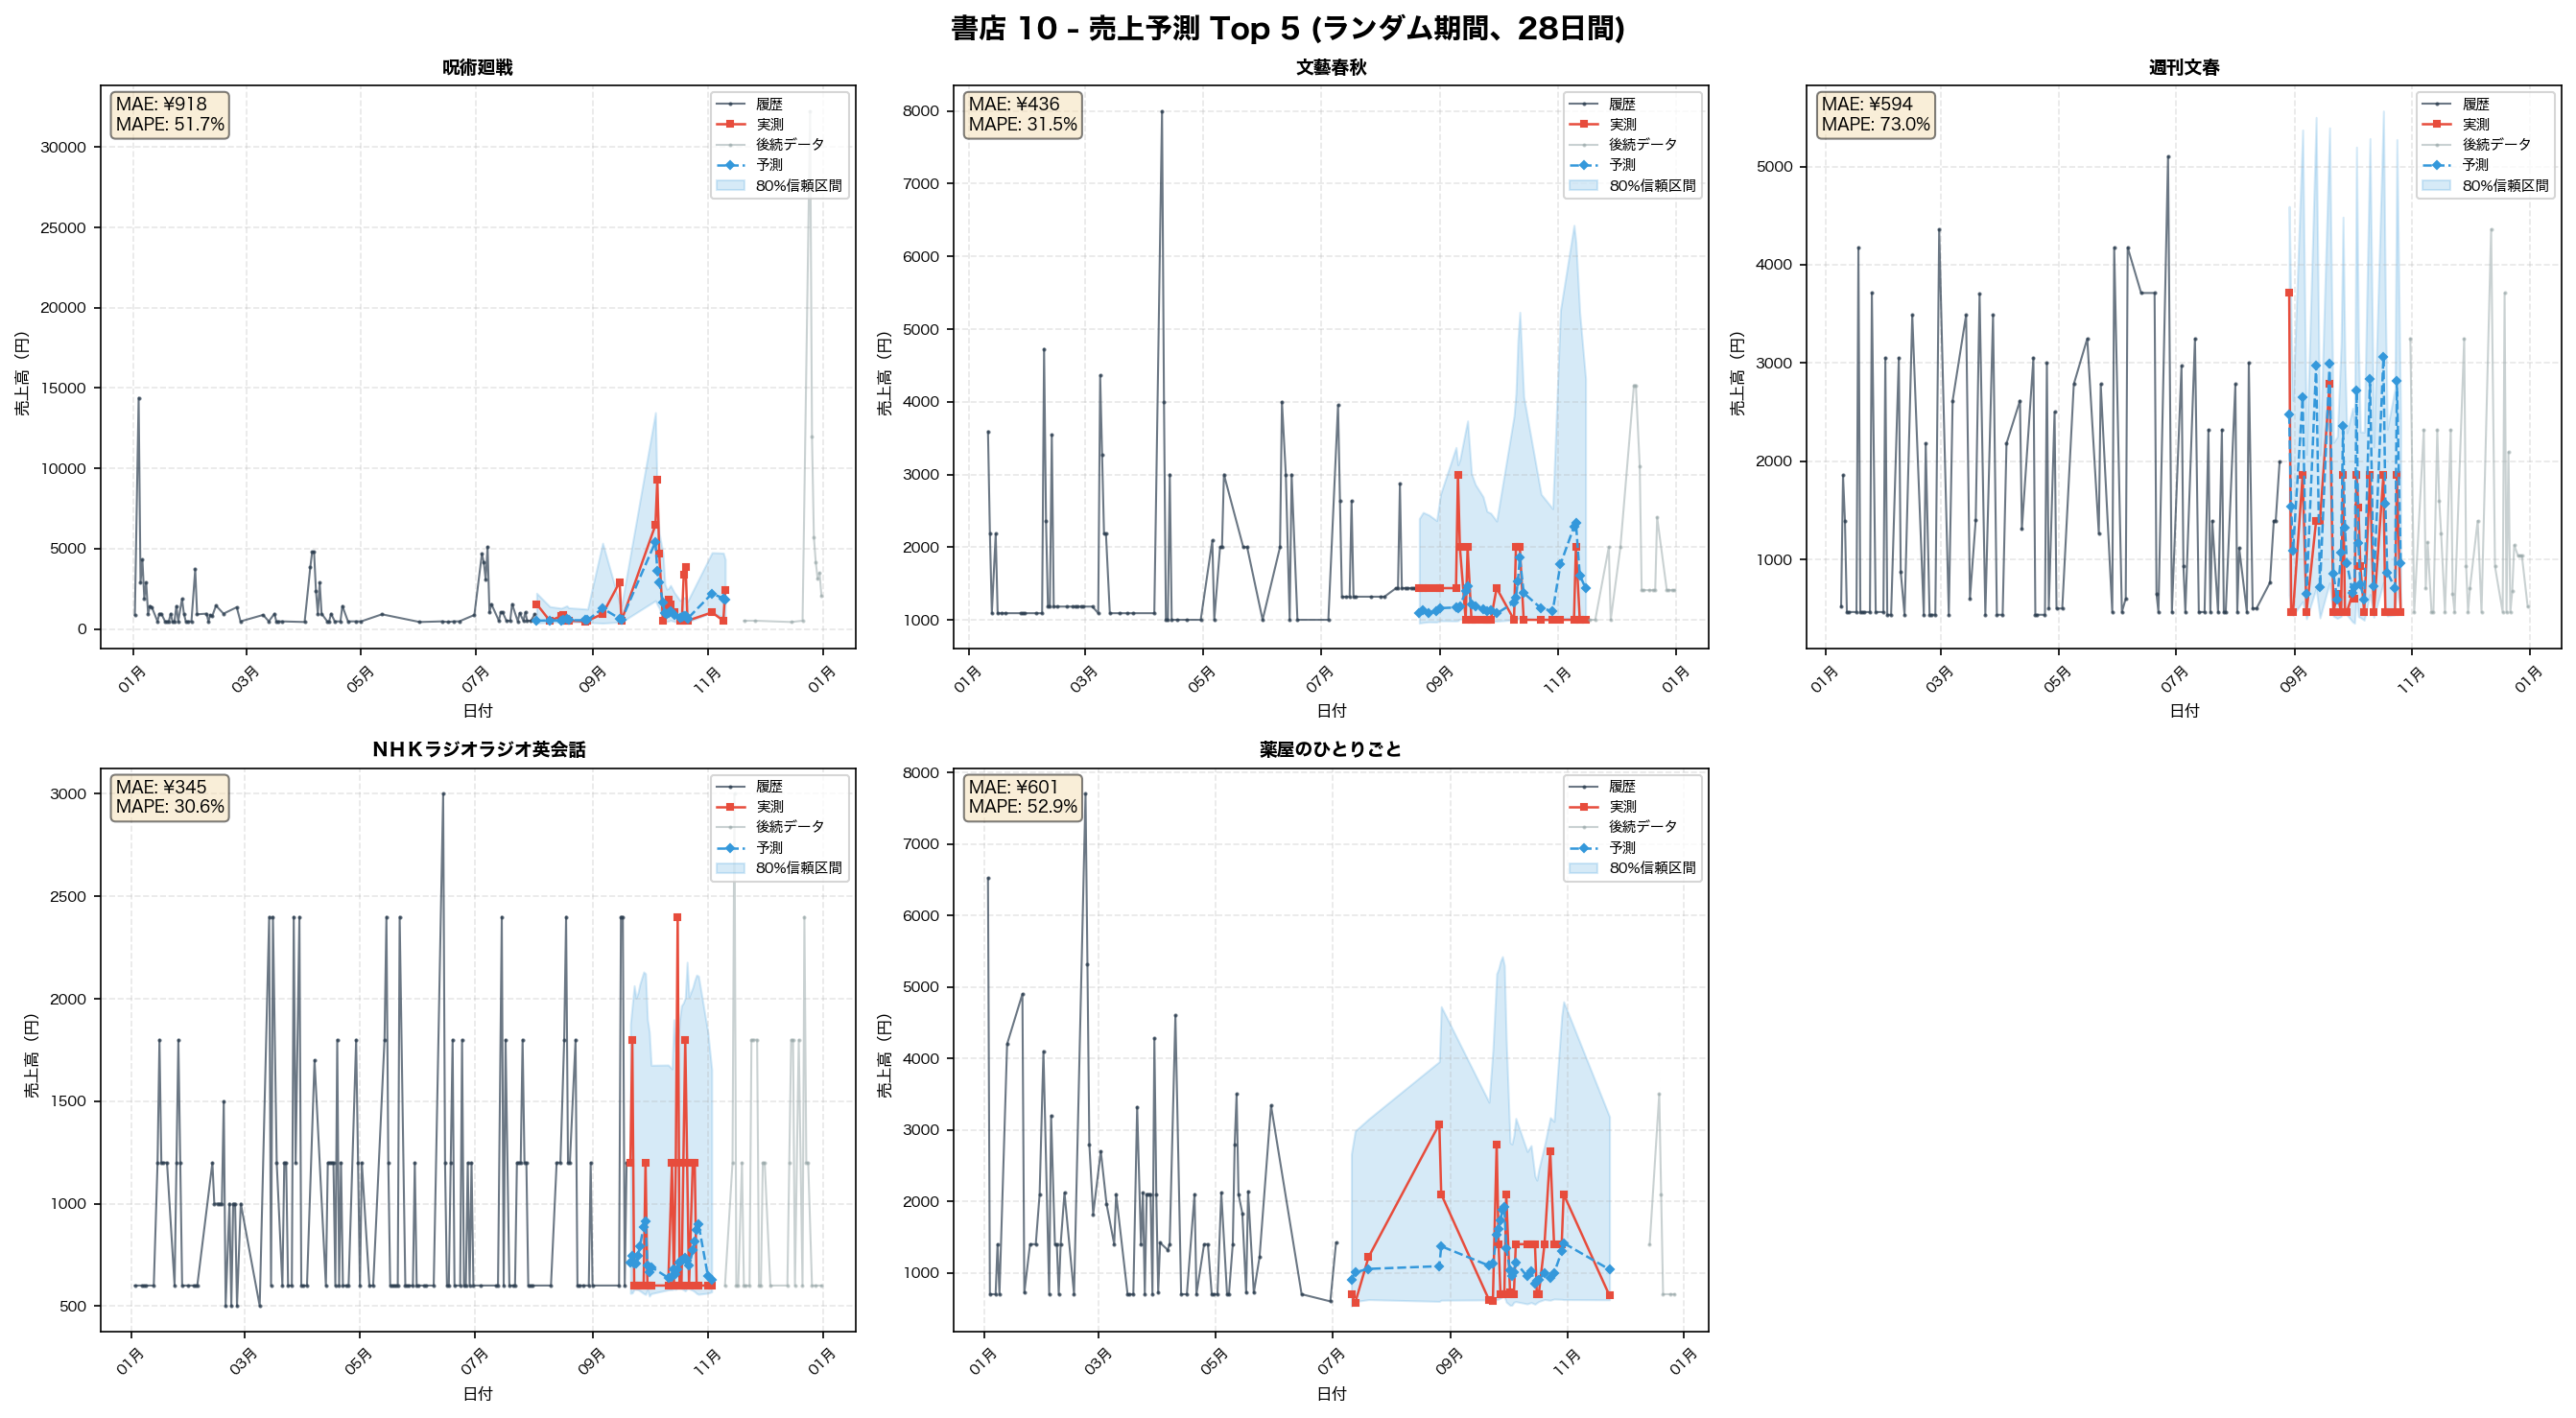 書店 10 - 売上予測 Top 5 (ランダム期間、28日間)
呪術廻戦
MAE: ¥918
MAPE: 51.7%
履歴
実測
後続データ
予測
80%信頼区間
30000
25000
20000
15000
10000
5000
0
売上高（円）
01月
03月
05月
07月
09月
11月
01月
日付
文藝春秋
MAE: ¥436
MAPE: 31.5%
履歴
実測
後続データ
予測
80%信頼区間
8000
7000
6000
5000
4000
3000
2000
1000
売上高（円）
01月
03月
05月
07月
09月
11月
01月
日付
週刊文春
MAE: ¥594
MAPE: 73.0%
履歴
実測
後続データ
予測
80%信頼区間
5000
4000
3000
2000
1000
売上高（円）
01月
03月
05月
07月
09月
11月
01月
日付
ＮＨＫラジオラジオ英会話
MAE: ¥345
MAPE: 30.6%
履歴
実測
後続データ
予測
80%信頼区間
3000
2500
2000
1500
1000
500
売上高（円）
01月
03月
05月
07月
09月
11月
01月
日付
薬屋のひとりごと
MAE: ¥601
MAPE: 52.9%
履歴
実測
後続データ
予測
80%信頼区間
8000
7000
6000
5000
4000
3000
2000
1000
売上高（円）
01月
03月
05月
07月
09月
11月
01月
日付